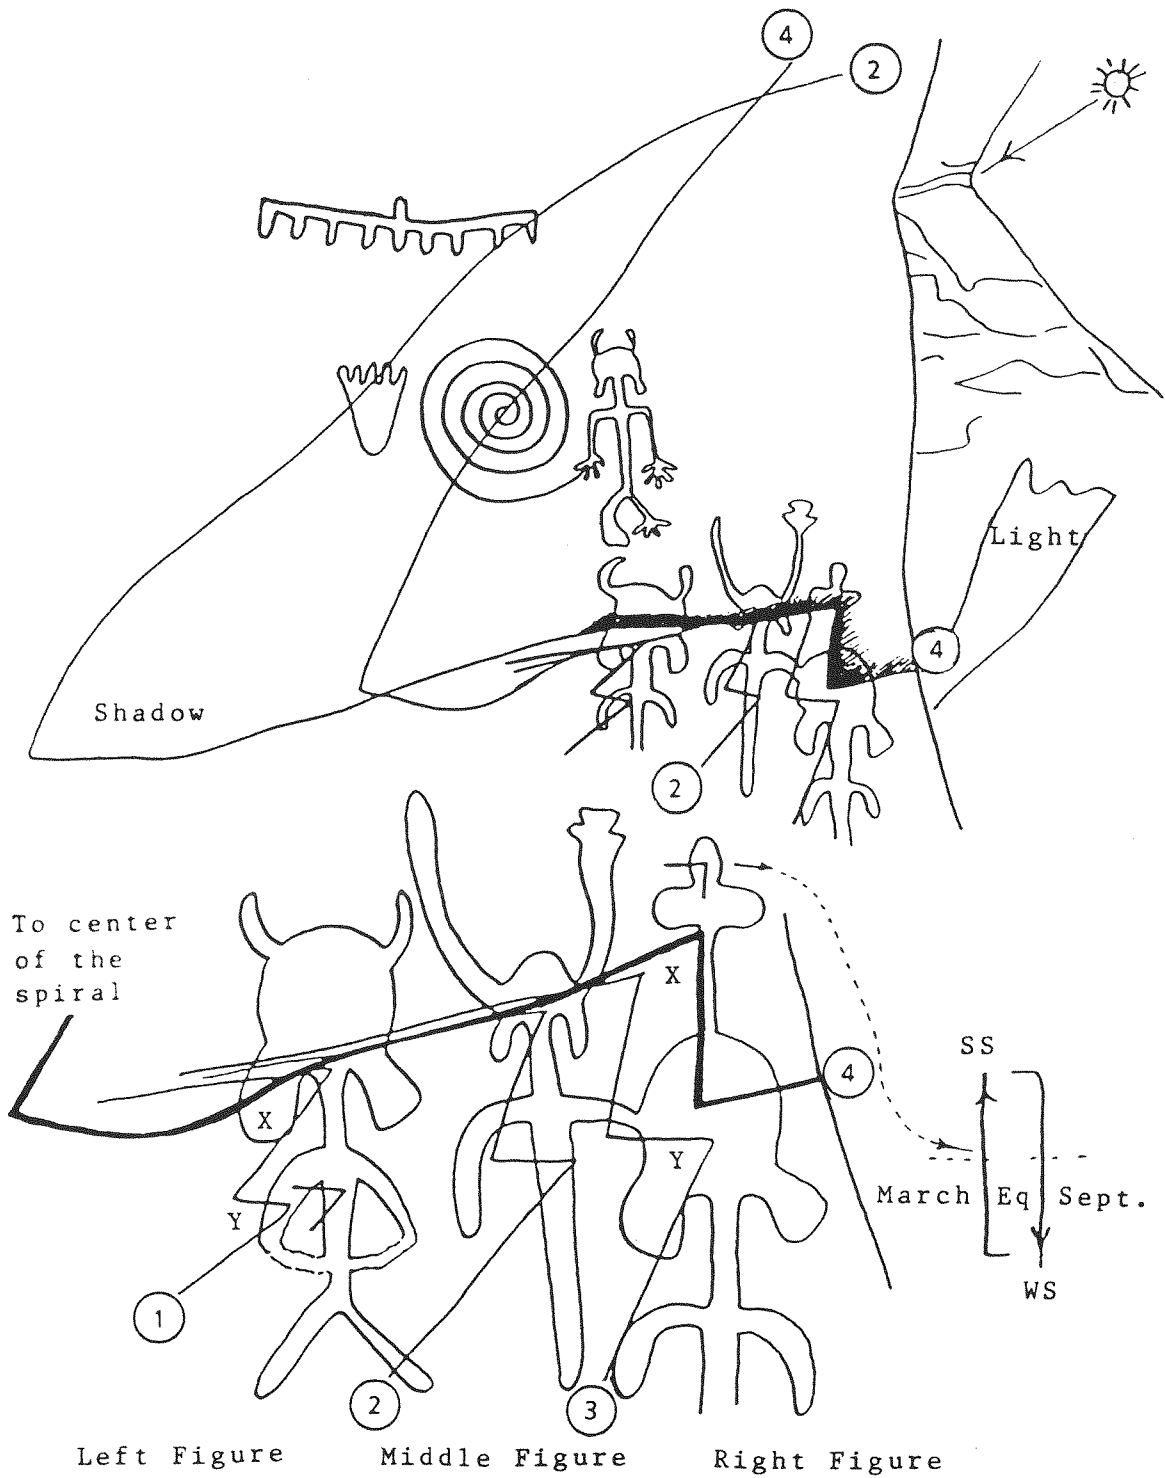 4
2
Light
4
Shadow
2
To center
of the
spiral
X
4
SS
X
Y
March Eq Sept.
Y
1
WS
2
3
Left Figure Middle Figure Right Figure